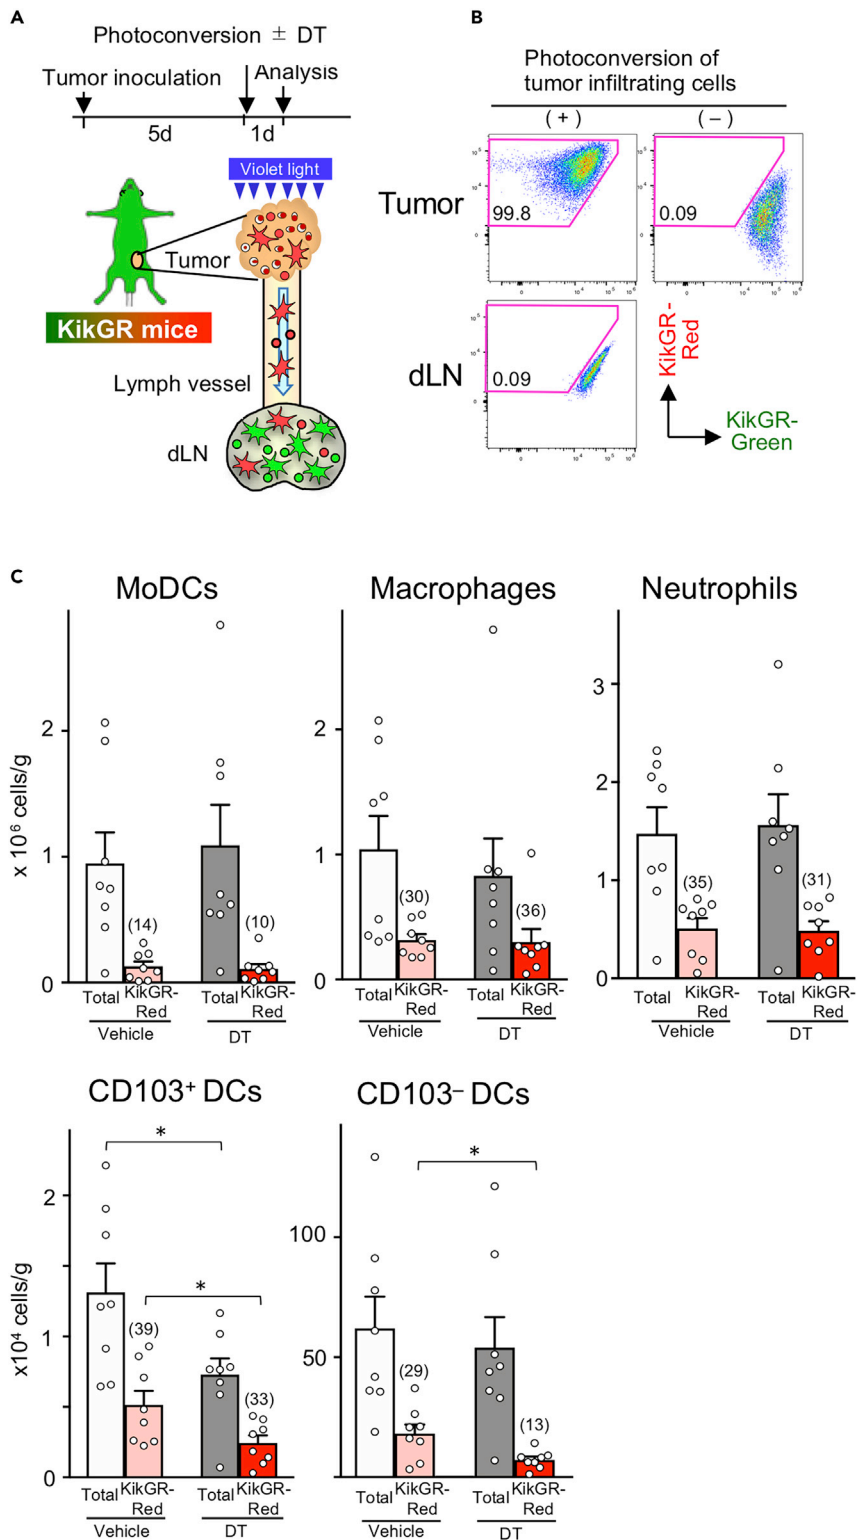 A
Photoconversion ± DT
Tumor inoculation
Analysis
5d
1d
Violet light
Tumor
KikGR mice
Lymph vessel
dLN
B
Photoconversion of
tumor infiltrating cells
( + )
( – )
Tumor
99.8
0.09
dLN
0.09
KikGR-
Red
KikGR-
Green
C
MoDCs
x 10⁶ cells/g
2
1
0
(14)
(10)
Total
KikGR-
Red
Total
KikGR-
Red
Vehicle
DT
Macrophages
2
1
0
(30)
(36)
Total
KikGR-
Red
Total
KikGR-
Red
Vehicle
DT
Neutrophils
3
2
1
0
(35)
(31)
Total
KikGR-
Red
Total
KikGR-
Red
Vehicle
DT
CD103⁺ DCs
x10⁴ cells/g
2
1
0
*
*
(39)
(33)
Total
KikGR-
Red
Total
KikGR-
Red
Vehicle
DT
CD103⁻ DCs
100
50
0
*
(29)
(13)
Total
KikGR-
Red
Total
KikGR-
Red
Vehicle
DT